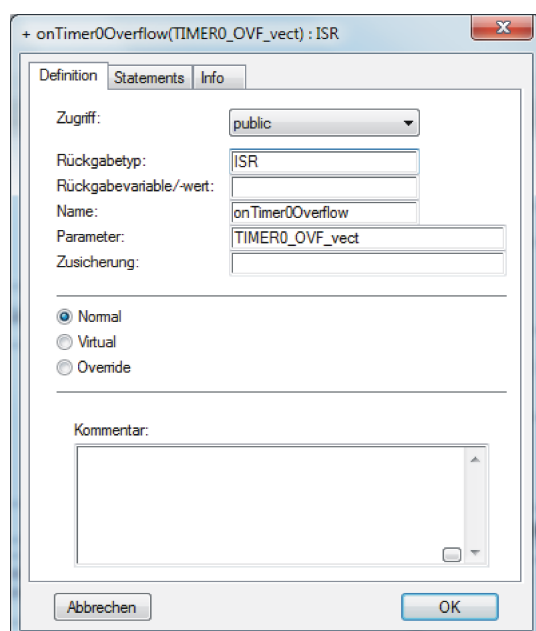 + onTimer0Overflow(TIMER0_OVF_vect) : ISR
x
Definition Statements Info
Zugriff: public
Rückgabetyp: ISR
Rückgabevariable/-wert:
Name: onTimer0Overflow
Parameter: TIMER0_OVF_vect
Zusicherung:
Normal
Virtual
Override
Kommentar:
Abbrechen OK